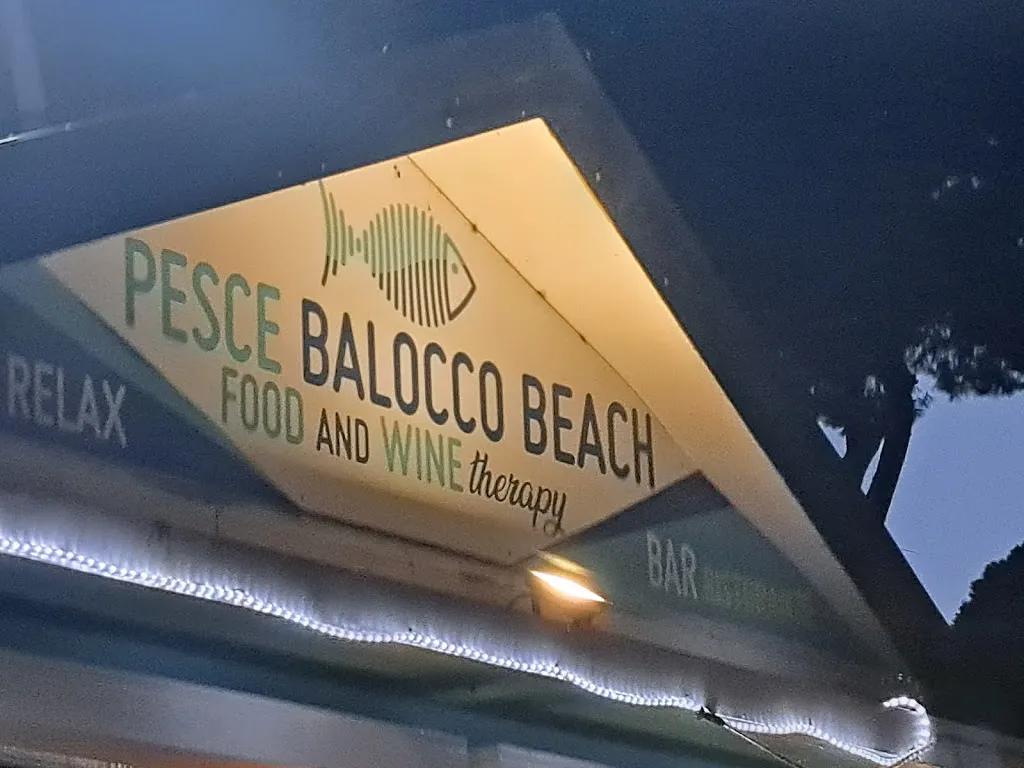 PESCE BALOCCO BEACH
FOOD AND WINE therapy
RELAX
BAR